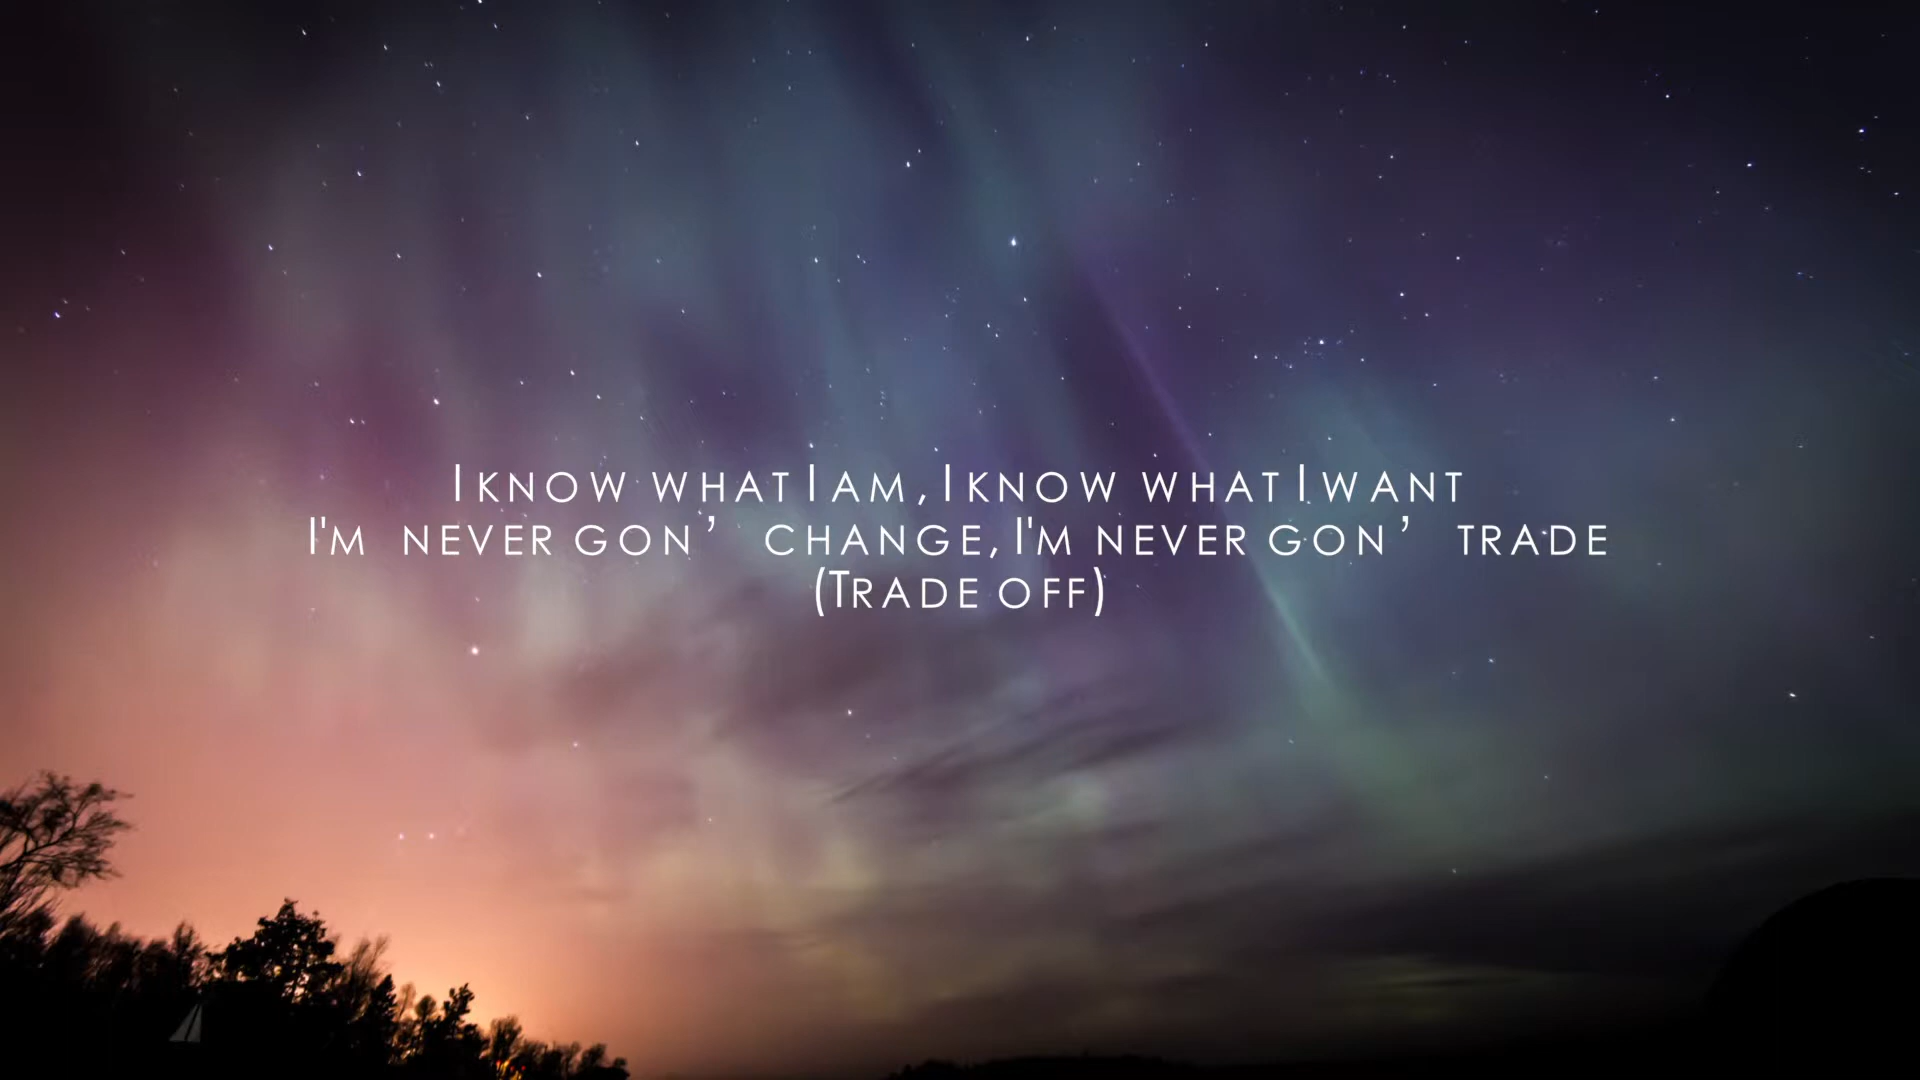 I KNOW WHAT I AM, I KNOW WHAT I WANT
I'M NEVER GON’ CHANGE, I'M NEVER GON’ TRADE
(TRADE OFF)